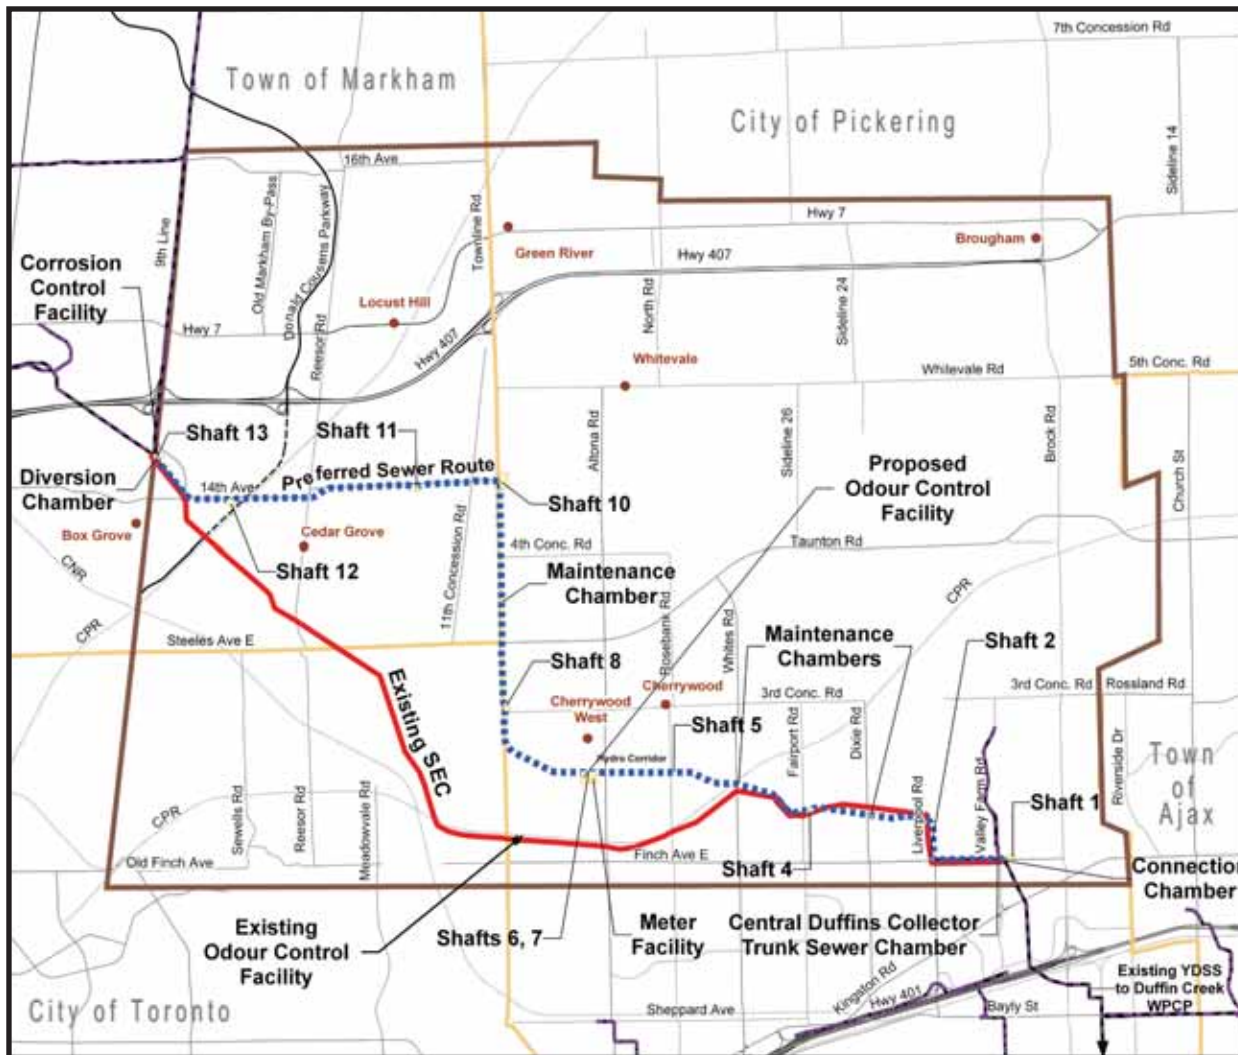 7th Concession Rd
Town of Markham
City of Pickering
Sideline 14
16th Ave
9th Line
Old Markham By-Pass
Donald Cousens Parkway
Townline Rd
Hwy 7
Green River
Brougham
Hwy 407
Corrosion
Control
Facility
Locust Hill
Hwy 7
Reesor Rd
Hwy 407
North Rd
Sideline 24
Whitevale
Whitevale Rd
5th Conc. Rd
Shaft 13
Shaft 11
Altona Rd
Sideline 26
Brock Rd
Church St
Diversion
Chamber
14th Ave
Preferred Sewer Route
Shaft 10
Proposed
Odour Control
Facility
Box Grove
Cedar Grove
11th Concession Rd
4th Conc. Rd
Taunton Rd
CNR
Shaft 12
Maintenance
Chamber
CPR
CPR
Steeles Ave E
Rosebank Rd
Whites Rd
Maintenance
Chambers
Shaft 2
Shaft 8
Cherrywood
3rd Conc. Rd
3rd Conc. Rd
Rossland Rd
Cherrywood
West
Existing SEC
Shaft 5
Hydro Corridor
Fairport Rd
Dixie Rd
Liverpool Rd
Valley Farm Rd
Riverside Dr
Town
of
Ajax
Shaft 1
CPR
Sewells Rd
Reesor Rd
Meadowvale Rd
Old Finch Ave
Finch Ave E
Shaft 4
Connection
Chamber
Existing
Odour Control
Facility
Shafts 6, 7
Meter
Facility
Central Duffins Collector
Trunk Sewer Chamber
Existing YDSS
to Duffin Creek
WPCP
Kingston Rd
Hwy 401
City of Toronto
Sheppard Ave
Bayly St